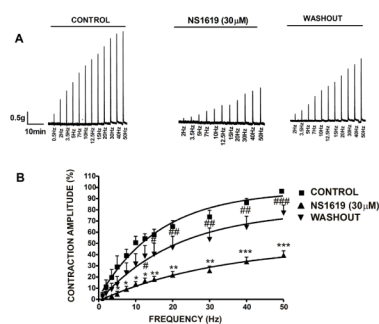 CONTROL
NS1619 (30µM)
WASHOUT
A
0.5g
10min
0.5Hz 2Hz 3.5Hz 5Hz 7Hz 10Hz 12.5Hz 15Hz 20Hz 30Hz 40Hz 50Hz
2Hz 3.5Hz 5Hz 7Hz 10Hz 12.5Hz 15Hz 20Hz 30Hz 40Hz 50Hz
2Hz 3.5Hz 5Hz 7Hz 10Hz 12.5Hz 15Hz 20Hz 30Hz 40Hz 50Hz
B
CONTRACTION AMPLITUDE (%)
110
100
90
80
70
60
50
40
30
20
10
0
# # ## ## ## ###
* * * * * ** ** ** *** ***
CONTROL
NS1619 (30µM)
WASHOUT
0 10 20 30 40 50
FREQUENCY (Hz)